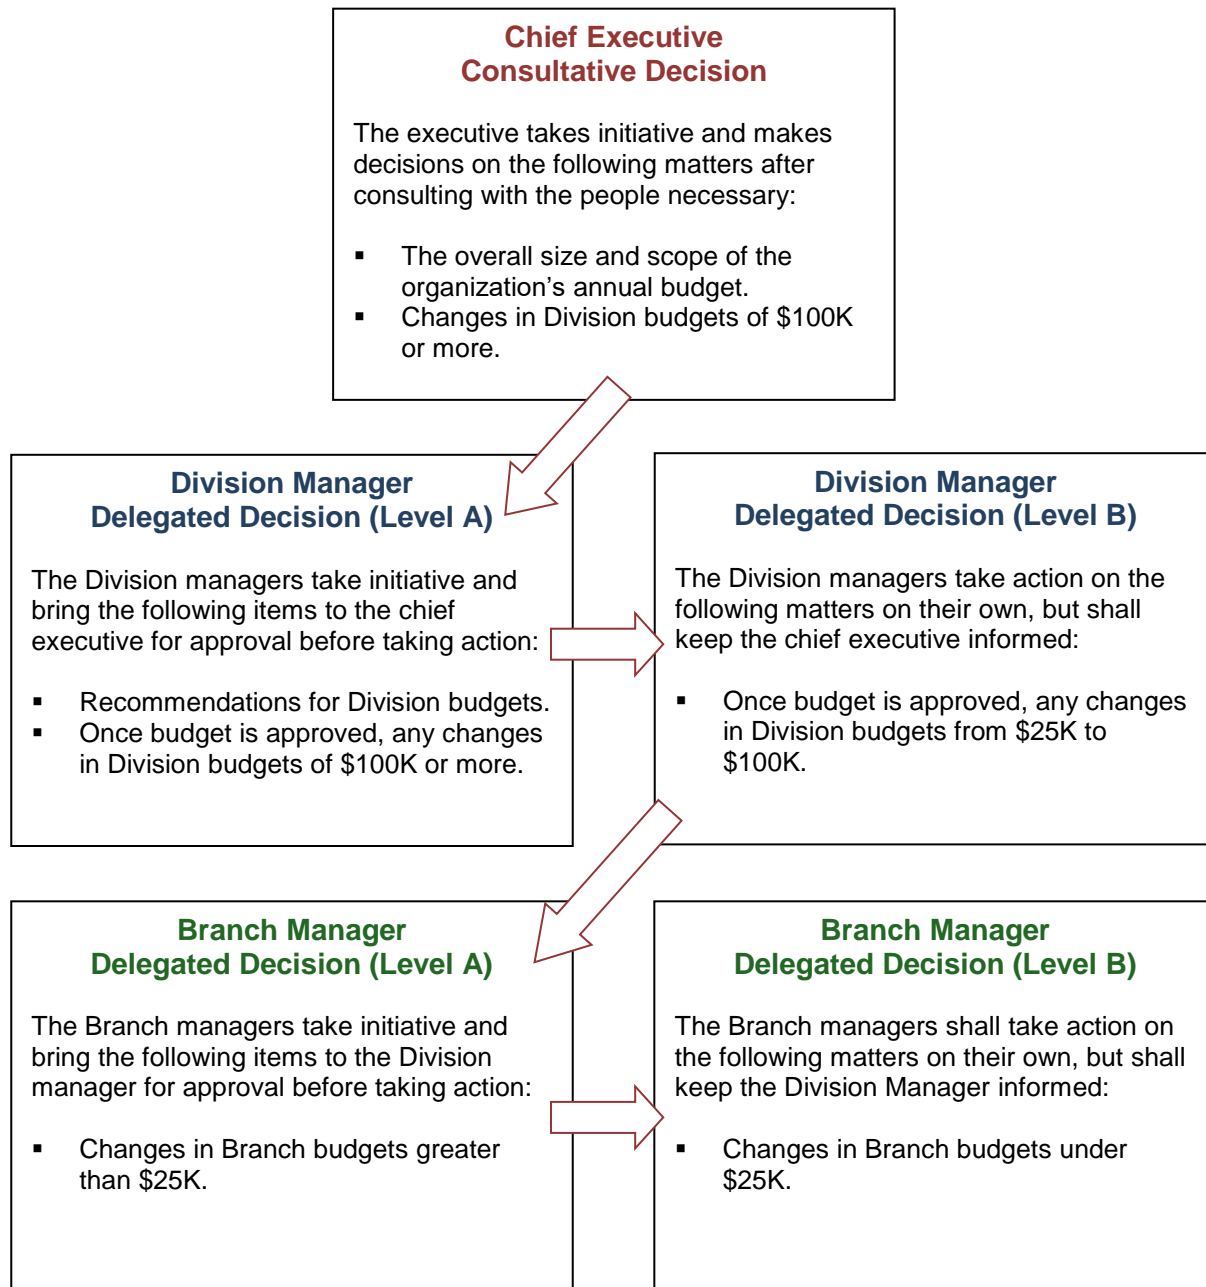 Chief Executive
Consultative Decision
The executive takes initiative and makes
decisions on the following matters after
consulting with the people necessary:
▪ The overall size and scope of the
organization’s annual budget.
▪ Changes in Division budgets of $100K
or more.
Division Manager
Delegated Decision (Level A)
The Division managers take initiative and
bring the following items to the chief
executive for approval before taking action:
▪ Recommendations for Division budgets.
▪ Once budget is approved, any changes
in Division budgets of $100K or more.
Division Manager
Delegated Decision (Level B)
The Division managers take action on the
following matters on their own, but shall
keep the chief executive informed:
▪ Once budget is approved, any changes
in Division budgets from $25K to
$100K.
Branch Manager
Delegated Decision (Level A)
The Branch managers take initiative and
bring the following items to the Division
manager for approval before taking action:
▪ Changes in Branch budgets greater
than $25K.
Branch Manager
Delegated Decision (Level B)
The Branch managers shall take action on
the following matters on their own, but shall
keep the Division Manager informed:
▪ Changes in Branch budgets under
$25K.